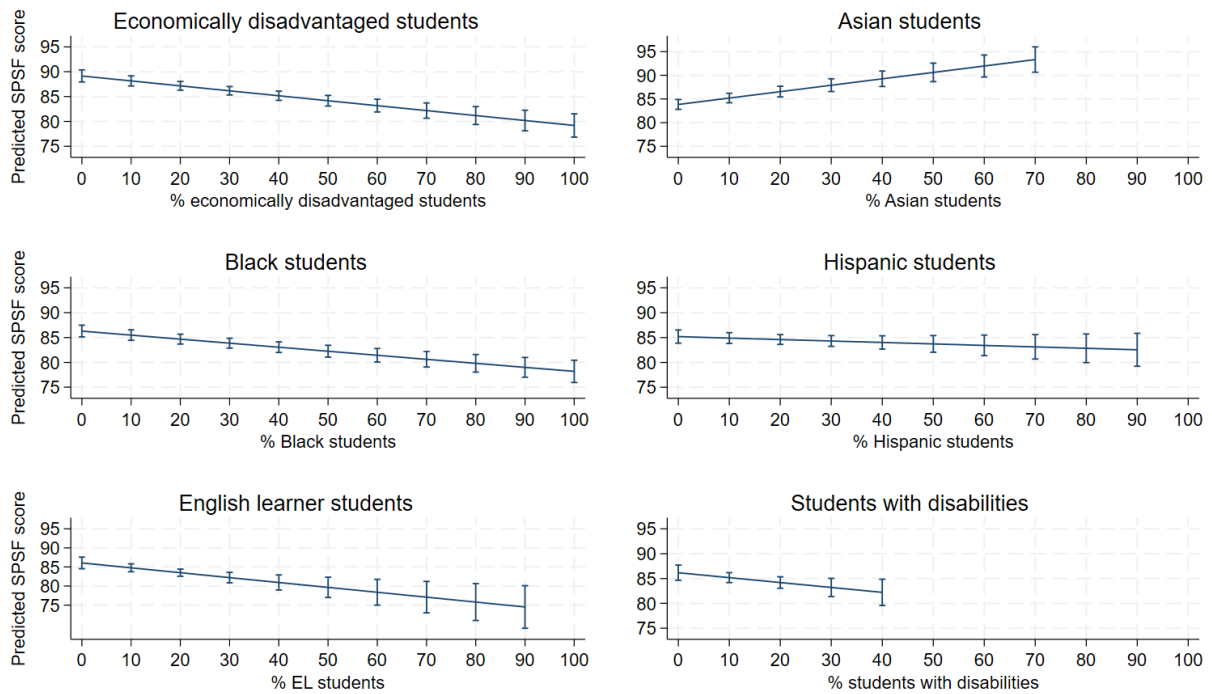 Economically disadvantaged students
Predicted SPSF score
95
90
85
80
75
0 10 20 30 40 50 60 70 80 90 100
% economically disadvantaged students
Asian students
95
90
85
80
75
0 10 20 30 40 50 60 70 80 90 100
% Asian students
Black students
Predicted SPSF score
95
90
85
80
75
0 10 20 30 40 50 60 70 80 90 100
% Black students
Hispanic students
95
90
85
80
75
0 10 20 30 40 50 60 70 80 90 100
% Hispanic students
English learner students
Predicted SPSF score
95
90
85
80
75
0 10 20 30 40 50 60 70 80 90 100
% EL students
Students with disabilities
95
90
85
80
75
0 10 20 30 40 50 60 70 80 90 100
% students with disabilities